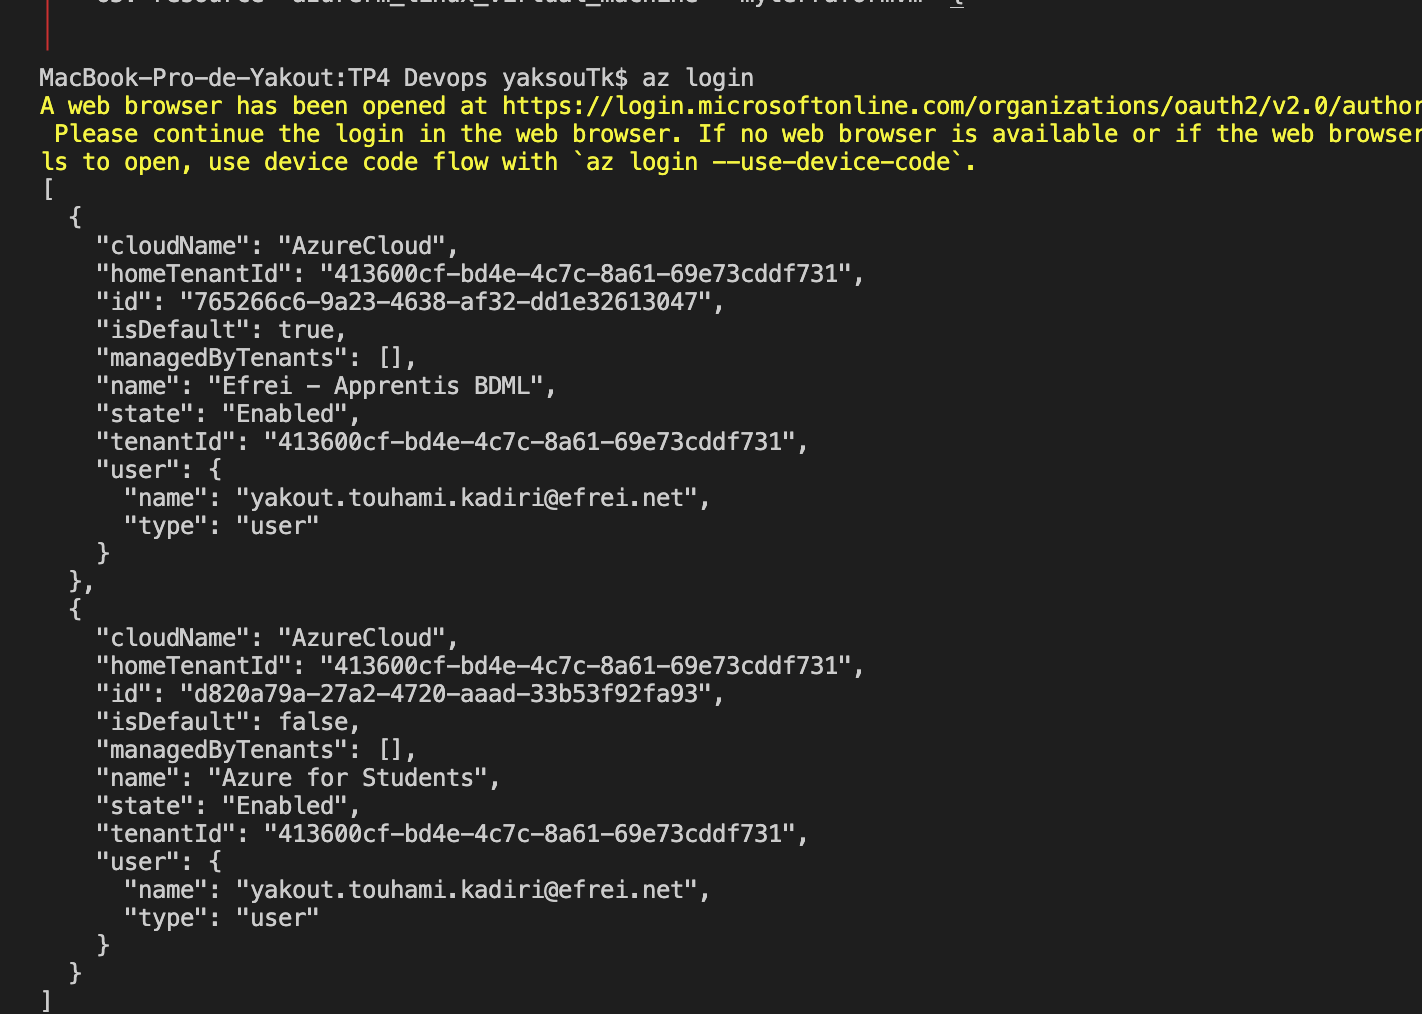 MacBook-Pro-de-Yakout:TP4 Devops yaksouTk$ az login
A web browser has been opened at https://login.microsoftonline.com/organizations/oauth2/v2.0/author
Please continue the login in the web browser. If no web browser is available or if the web browser
ls to open, use device code flow with `az login --use-device-code`.
[
  {
    "cloudName": "AzureCloud",
    "homeTenantId": "413600cf-bd4e-4c7c-8a61-69e73cddf731",
    "id": "765266c6-9a23-4638-af32-dd1e32613047",
    "isDefault": true,
    "managedByTenants": [],
    "name": "Efrei - Apprentis BDML",
    "state": "Enabled",
    "tenantId": "413600cf-bd4e-4c7c-8a61-69e73cddf731",
    "user": {
      "name": "yakout.touhami.kadiri@efrei.net",
      "type": "user"
    }
  },
  {
    "cloudName": "AzureCloud",
    "homeTenantId": "413600cf-bd4e-4c7c-8a61-69e73cddf731",
    "id": "d820a79a-27a2-4720-aaad-33b53f92fa93",
    "isDefault": false,
    "managedByTenants": [],
    "name": "Azure for Students",
    "state": "Enabled",
    "tenantId": "413600cf-bd4e-4c7c-8a61-69e73cddf731",
    "user": {
      "name": "yakout.touhami.kadiri@efrei.net",
      "type": "user"
    }
  }
]